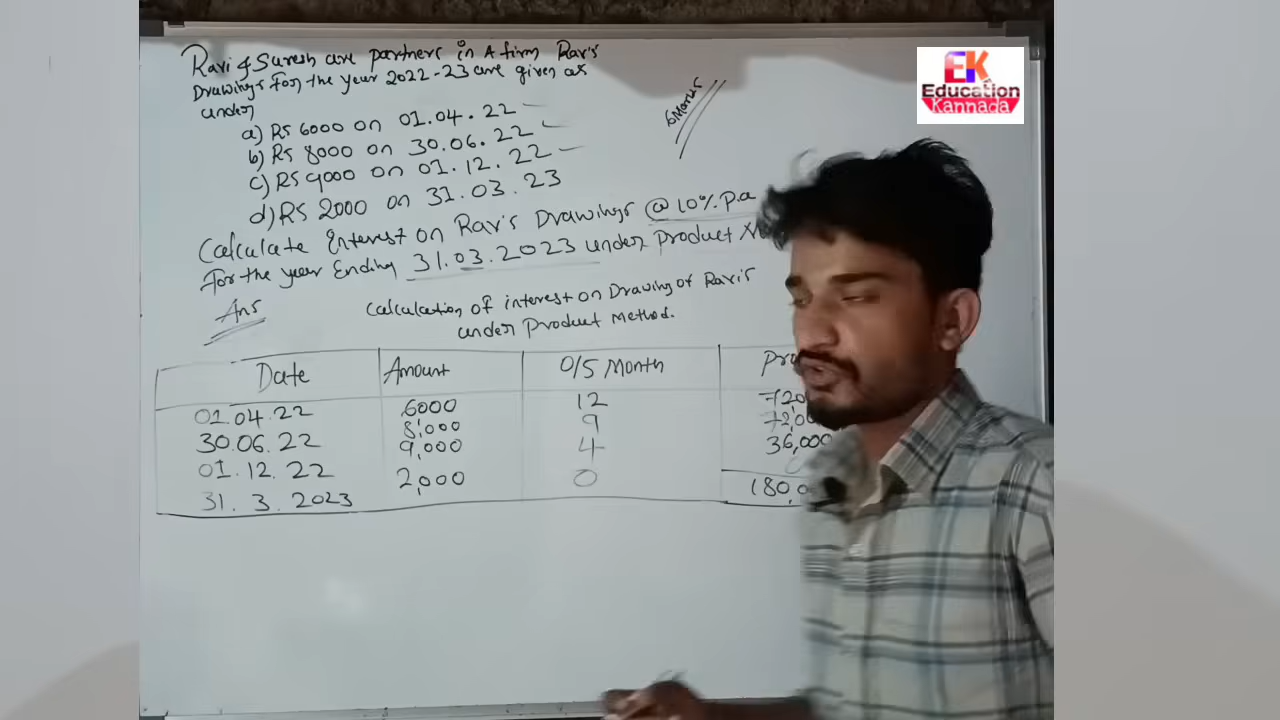 Ravi & Suresh are partners in A firm Rav's
Drawings For the year 2022-23 are given as
under
a) RS 6000 on 01.04.22
b) RS 8000 on 30.06.22
c) RS 9000 on 01.12.22
d) RS 2000 on 31.03.23
Calculate Interest on Rav's Drawings @ 10% P.a
For the year Ending 31.03.2023 under Product
6Marks
Ans
Calculation of interest on Drawing of Ravi's
under Product Method.
Date Amount O/S Month
01.04.22 6000 12
30.06.22 8,000 9
01.12.22 9,000 4 36,000
31.3.2023 2,000 0
EK
Education
Kannada